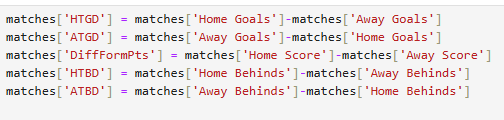 matches['HTGD'] = matches['Home Goals']-matches['Away Goals']
matches['ATGD'] = matches['Away Goals']-matches['Home Goals']
matches['DiffFormPts'] = matches['Home Score']-matches['Away Score']
matches['HTBD'] = matches['Home Behinds']-matches['Away Behinds']
matches['ATBD'] = matches['Away Behinds']-matches['Home Behinds']